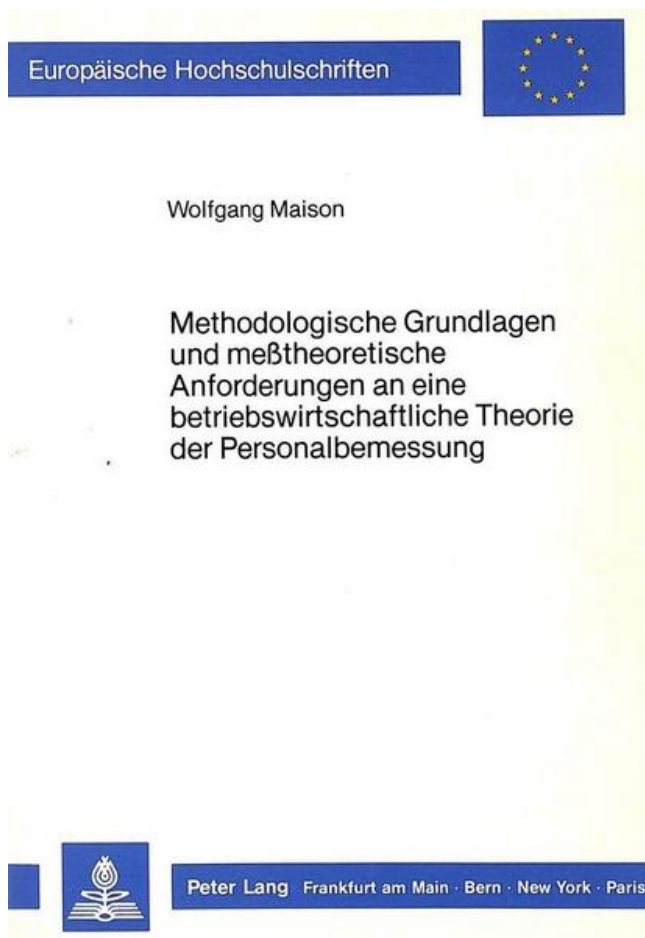 Europäische Hochschulschriften
Wolfgang Maison
Methodologische Grundlagen
und meßtheoretische
Anforderungen an eine
betriebswirtschaftliche Theorie
der Personalbemessung
Peter Lang Frankfurt am Main · Bern · New York · Paris